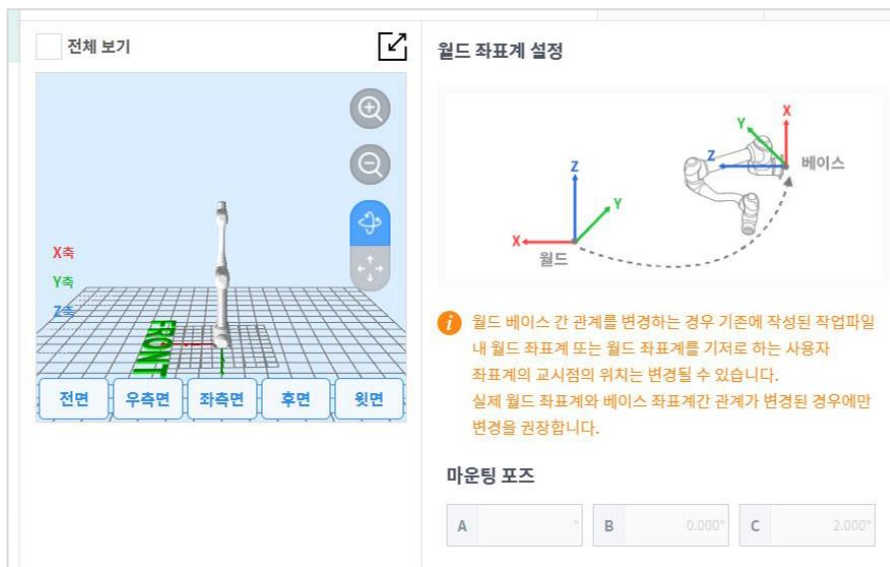 전체 보기
X축
Y축
Z축
FRONT
전면
우측면
좌측면
후면
윗면
월드 좌표계 설정
X
Y
Z
베이스
Z
Y
X
월드
i
월드 베이스 간 관계를 변경하는 경우 기존에 작성된 작업파일
내 월드 좌표계 또는 월드 좌표계를 기저로 하는 사용자
좌표계의 교시점의 위치는 변경될 수 있습니다.
실제 월드 좌표계와 베이스 좌표계간 관계가 변경된 경우에만
변경을 권장합니다.
마운팅 포즈
A °
B 0.000°
C 2.000°